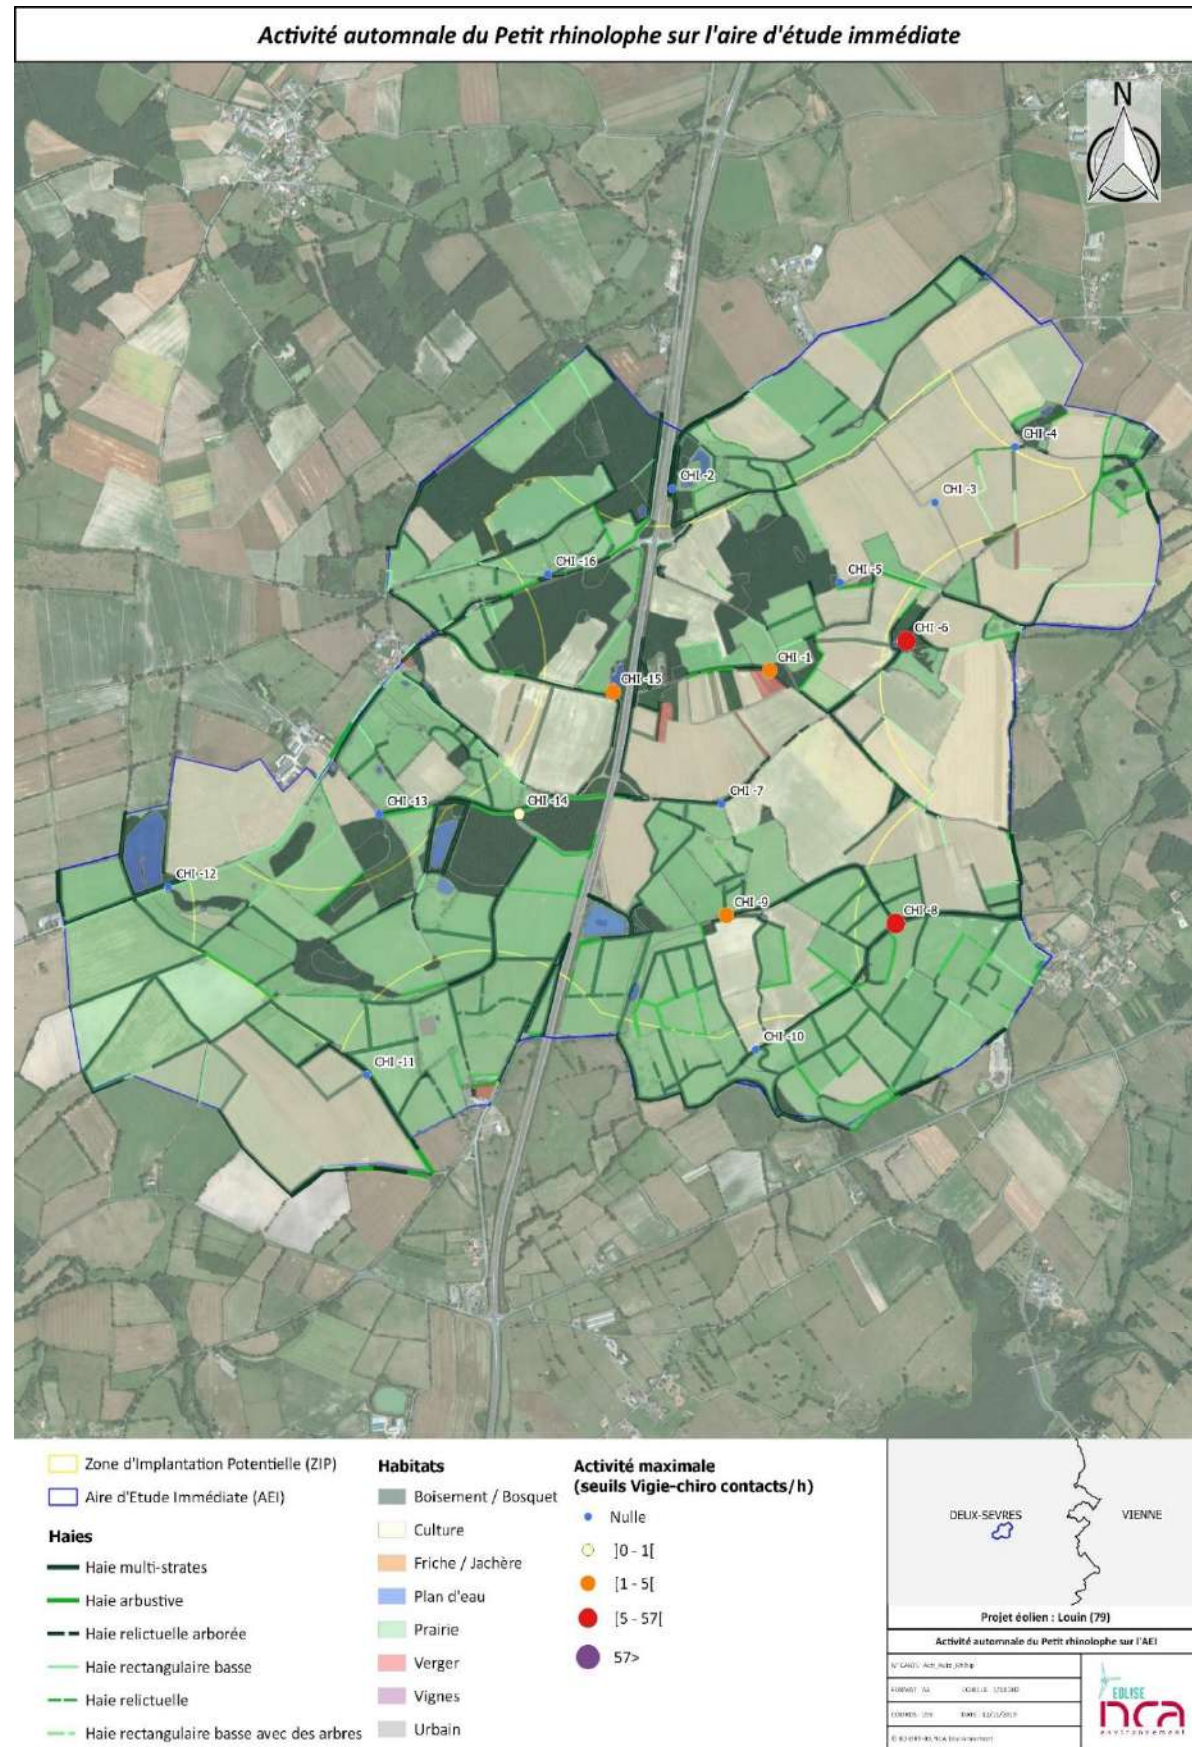 Activité automnale du Petit rhinolophe sur l'aire d'étude immédiate
N
CHI -4
CHI -2
CHI -3
CHI -16
CHI -5
CHI -6
CHI -1
CHI -15
CHI -7
CHI -13
CHI -14
CHI -12
CHI -9
CHI -8
CHI -10
CHI -11
Zone d'Implantation Potentielle (ZIP)
Aire d'Etude Immédiate (AEI)
Haies
Haie multi-strates
Haie arbustive
Haie relictuelle arborée
Haie rectangulaire basse
Haie relictuelle
Haie rectangulaire basse avec des arbres
Habitats
Boisement / Bosquet
Culture
Friche / Jachère
Plan d'eau
Prairie
Verger
Vignes
Urbain
Activité maximale
(seuils Vigie-chiro contacts/h)
Nulle
]0 - 1[
[1 - 5[
[5 - 57[
57>
DEUX-SEVRES
VIENNE
Projet éolien : Louin (79)
Activité automnale du Petit rhinolophe sur l'AEI
EOLISE
nca
environnement